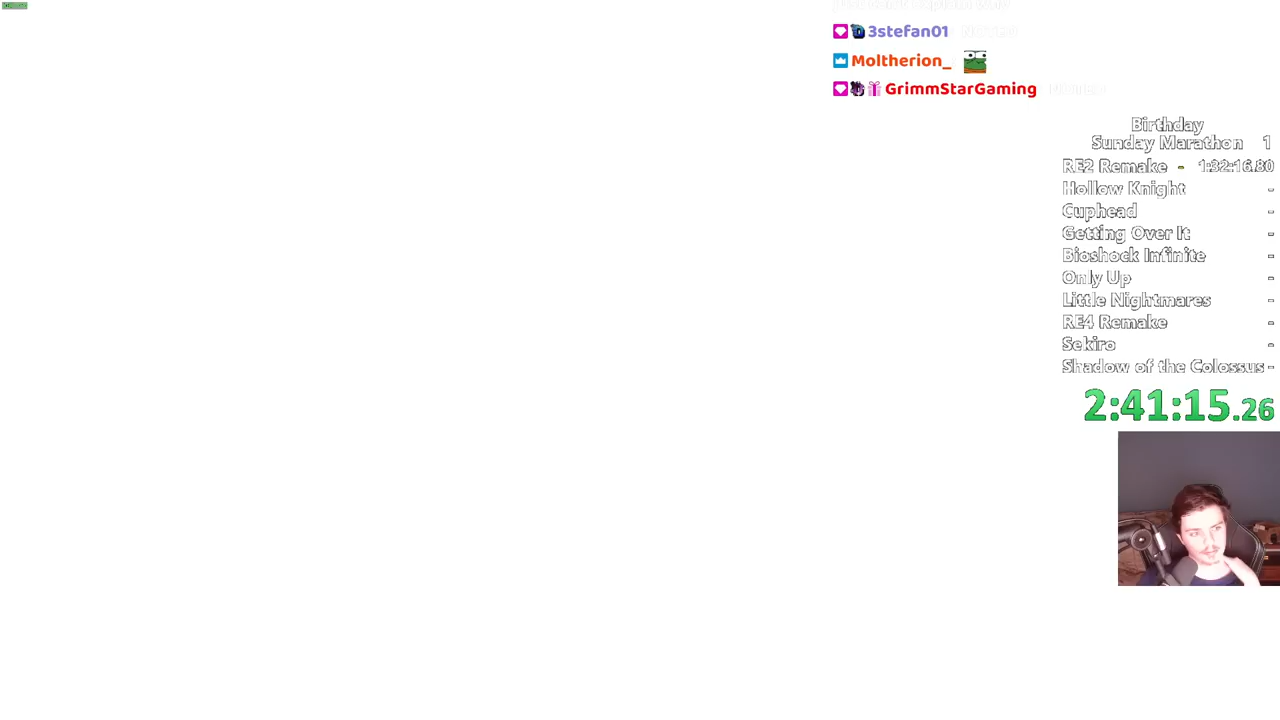 3stefan01
Moltherion_
GrimmStarGaming
Birthday
Sunday Marathon 1
RE2 Remake - 1:32:16.80
Hollow Knight -
Cuphead -
Getting Over It -
Bioshock Infinite -
Only Up -
Little Nightmares -
RE4 Remake -
Sekiro -
Shadow of the Colossus -
2:41:15.26